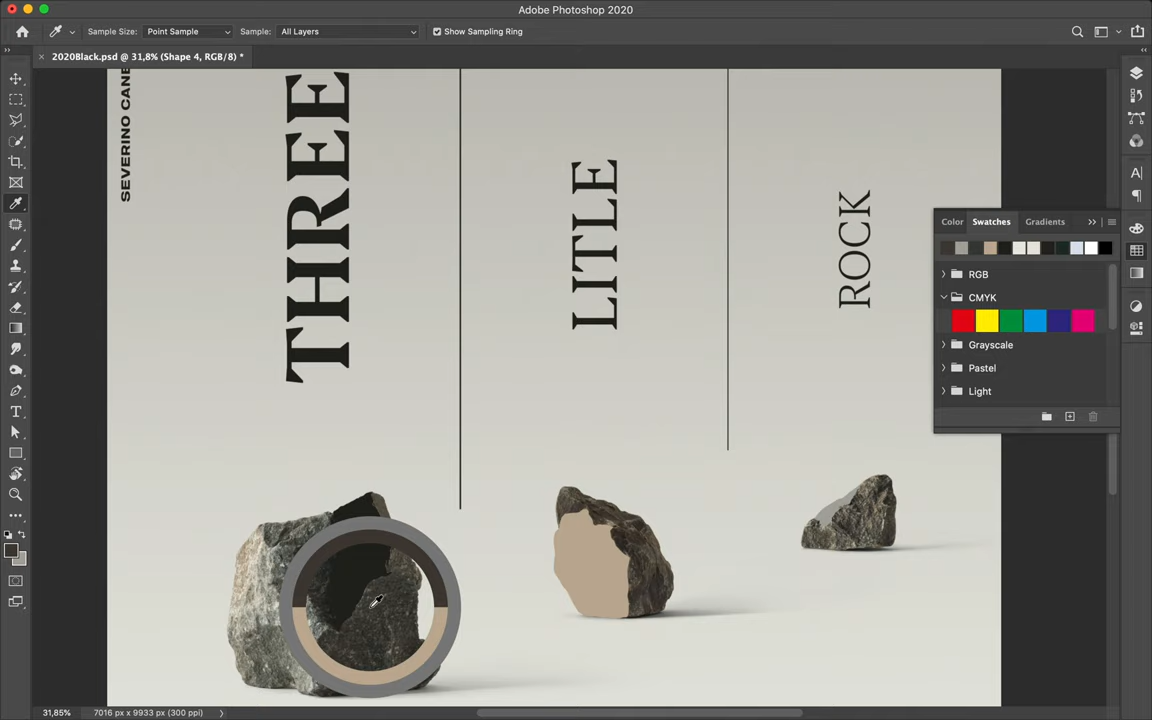 Adobe Photoshop 2020
Sample Size: Point Sample Sample: All Layers Show Sampling Ring
2020Black.psd @ 31,8% (Shape 4, RGB/8) *
SEVERINO CANE
THREE
LITLE
ROCK
Color Swatches Gradients
RGB
CMYK
Grayscale
Pastel
Light
31,85% 7016 px x 9933 px (300 ppi)